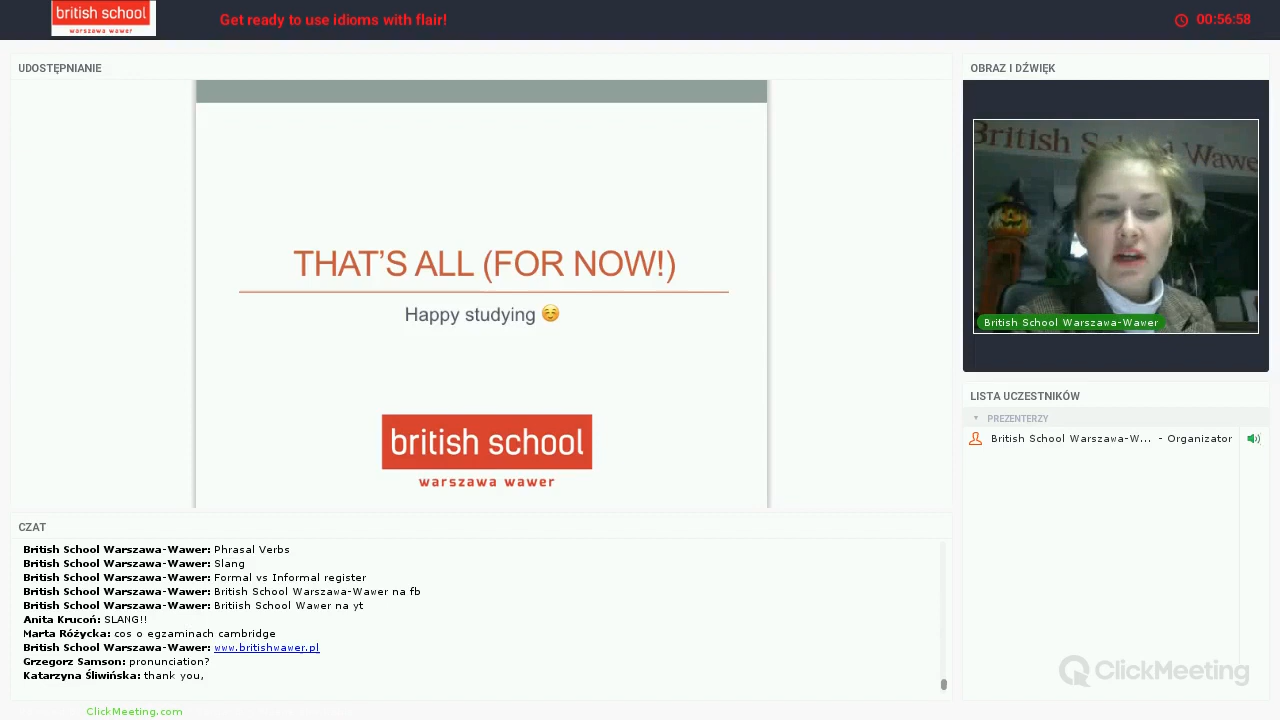 british school
warszawa wawer
Get ready to use idioms with flair!
00:56:58
UDOSTĘPNIANIE
THAT'S ALL (FOR NOW!)
Happy studying ☺️
british school
warszawa wawer
OBRAZ I DŹWIĘK
British School Wawe
British School Warszawa-Wawer
LISTA UCZESTNIKÓW
PREZENTERZY
British School Warszawa-W... - Organizator
CZAT
British School Warszawa-Wawer: Phrasal Verbs
British School Warszawa-Wawer: Slang
British School Warszawa-Wawer: Formal vs Informal register
British School Warszawa-Wawer: British School Warszawa-Wawer na fb
British School Warszawa-Wawer: Britiish School Wawer na yt
Anita Krucoń: SLANG!!
Marta Różycka: cos o egzaminach cambridge
British School Warszawa-Wawer: www.britishwawer.pl
Grzegorz Samson: pronunciation?
Katarzyna Śliwińska: thank you,
ClickMeeting
ClickMeeting.com